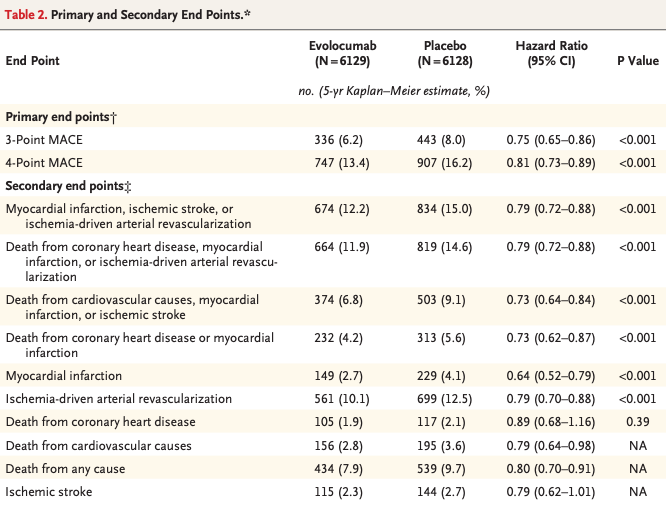 Table 2. Primary and Secondary End Points.*
End Point Evolocumab (N=6129) Placebo (N=6128) Hazard Ratio (95% CI) P Value
no. (5-yr Kaplan–Meier estimate, %)
Primary end points†
3-Point MACE 336 (6.2) 443 (8.0) 0.75 (0.65–0.86) <0.001
4-Point MACE 747 (13.4) 907 (16.2) 0.81 (0.73–0.89) <0.001
Secondary end points‡
Myocardial infarction, ischemic stroke, or 674 (12.2) 834 (15.0) 0.79 (0.72–0.88) <0.001
ischemia-driven arterial revascularization
Death from coronary heart disease, myocardial 664 (11.9) 819 (14.6) 0.79 (0.72–0.88) <0.001
infarction, or ischemia-driven arterial revascu-
larization
Death from cardiovascular causes, myocardial 374 (6.8) 503 (9.1) 0.73 (0.64–0.84) <0.001
infarction, or ischemic stroke
Death from coronary heart disease or myocardial 232 (4.2) 313 (5.6) 0.73 (0.62–0.87) <0.001
infarction
Myocardial infarction 149 (2.7) 229 (4.1) 0.64 (0.52–0.79) <0.001
Ischemia-driven arterial revascularization 561 (10.1) 699 (12.5) 0.79 (0.70–0.88) <0.001
Death from coronary heart disease 105 (1.9) 117 (2.1) 0.89 (0.68–1.16) 0.39
Death from cardiovascular causes 156 (2.8) 195 (3.6) 0.79 (0.64–0.98) NA
Death from any cause 434 (7.9) 539 (9.7) 0.80 (0.70–0.91) NA
Ischemic stroke 115 (2.3) 144 (2.7) 0.79 (0.62–1.01) NA